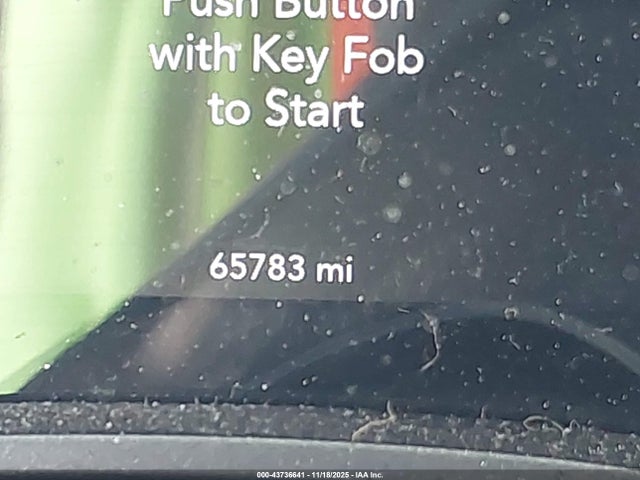 Push Button
with Key Fob
to Start
65783 mi
000-43736641 - 11/18/2025 - IAA Inc.